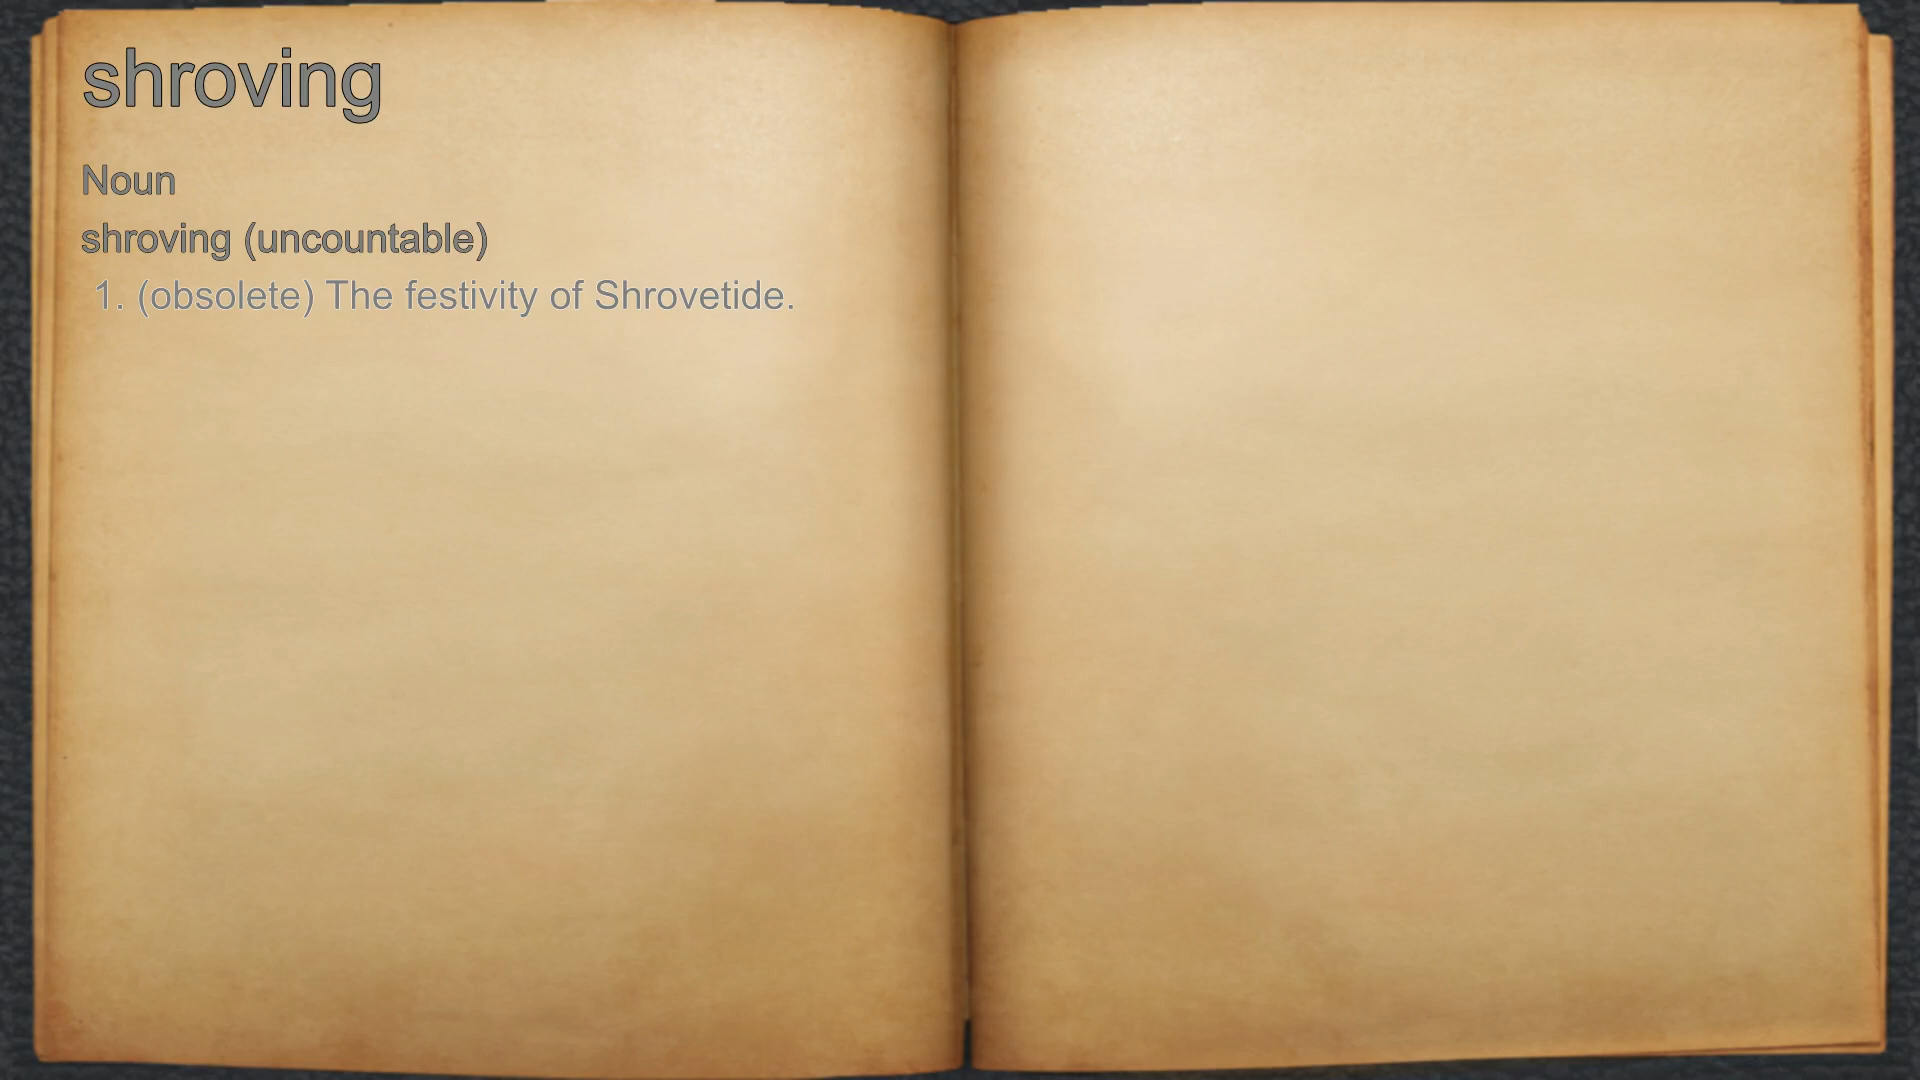 shroving
Noun
shroving (uncountable)
1. (obsolete) The festivity of Shrovetide.